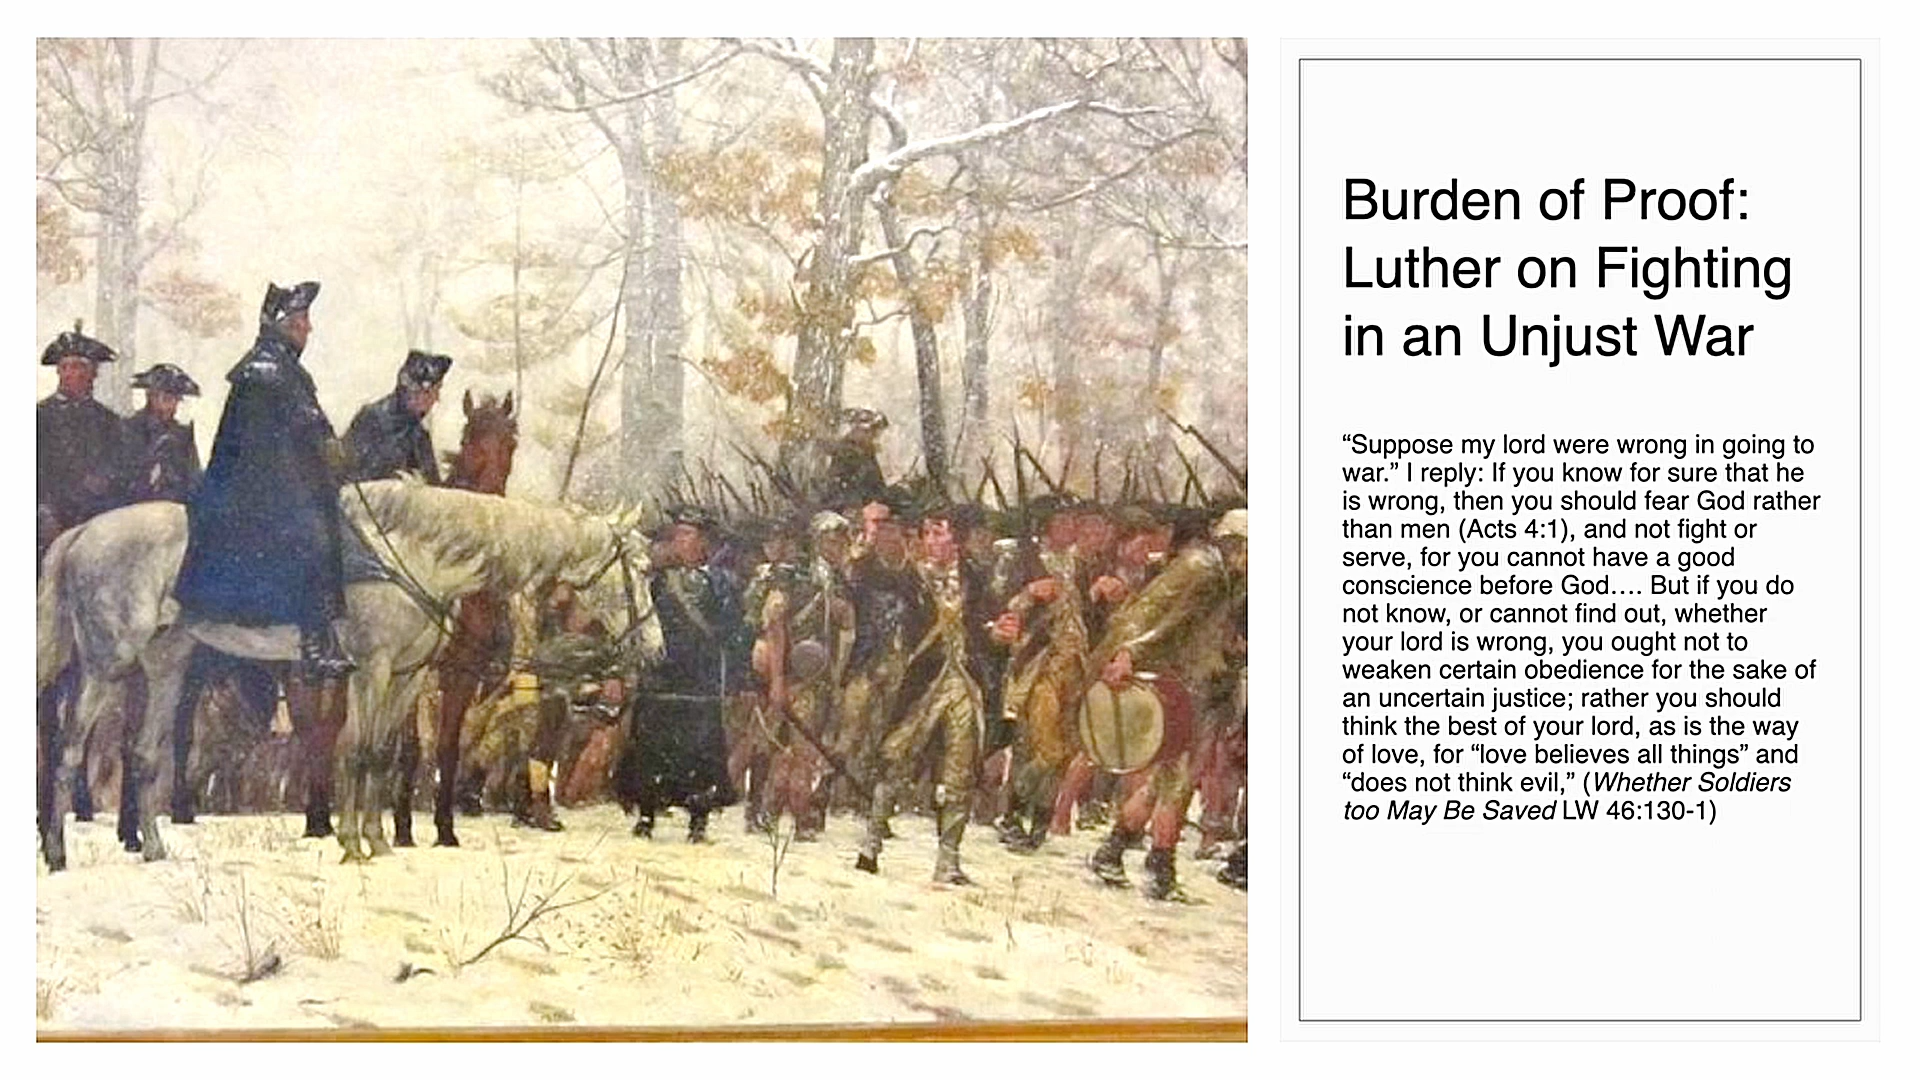 Burden of Proof:
Luther on Fighting
in an Unjust War
“Suppose my lord were wrong in going to
war.” I reply: If you know for sure that he
is wrong, then you should fear God rather
than men (Acts 4:1), and not fight or
serve, for you cannot have a good
conscience before God…. But if you do
not know, or cannot find out, whether
your lord is wrong, you ought not to
weaken certain obedience for the sake of
an uncertain justice; rather you should
think the best of your lord, as is the way
of love, for “love believes all things” and
“does not think evil,” (Whether Soldiers
too May Be Saved LW 46:130-1)